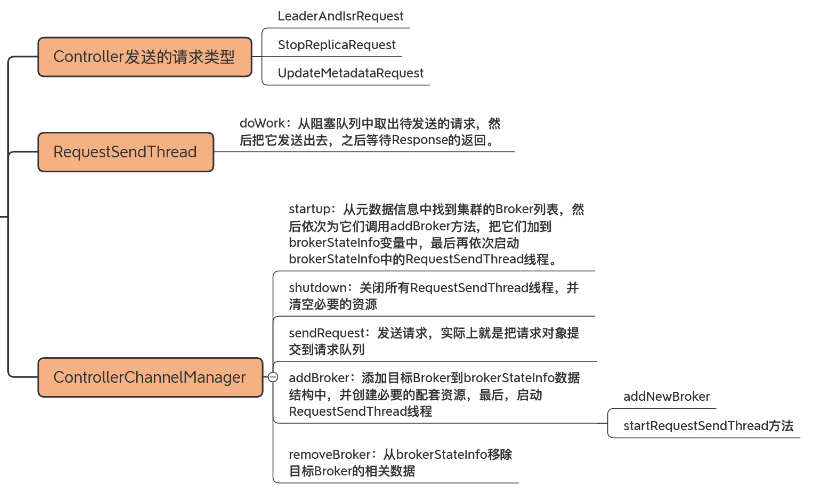 LeaderAndIsrRequest
Controller发送的请求类型
StopReplicaRequest
UpdateMetadataRequest
doWork：从阻塞队列中取出待发送的请求，然
后把它发送出去，之后等待Response的返回。
RequestSendThread
startup：从元数据信息中找到集群的Broker列表，然
后依次为它们调用addBroker方法，把它们加到
brokerStateInfo变量中，最后再依次启动
brokerStateInfo中的RequestSendThread线程。
shutdown：关闭所有RequestSendThread线程，并
清空必要的资源
sendRequest：发送请求，实际上就是把请求对象提
交到请求队列
ControllerChannelManager
addBroker：添加目标Broker到brokerStateInfo数据
结构中，并创建必要的配套资源，最后，启动
RequestSendThread线程
addNewBroker
startRequestSendThread方法
removeBroker：从brokerStateInfo移除
目标Broker的相关数据